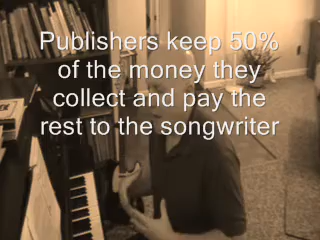 Publishers keep 50%
of the money they
collect and pay the
rest to the songwriter